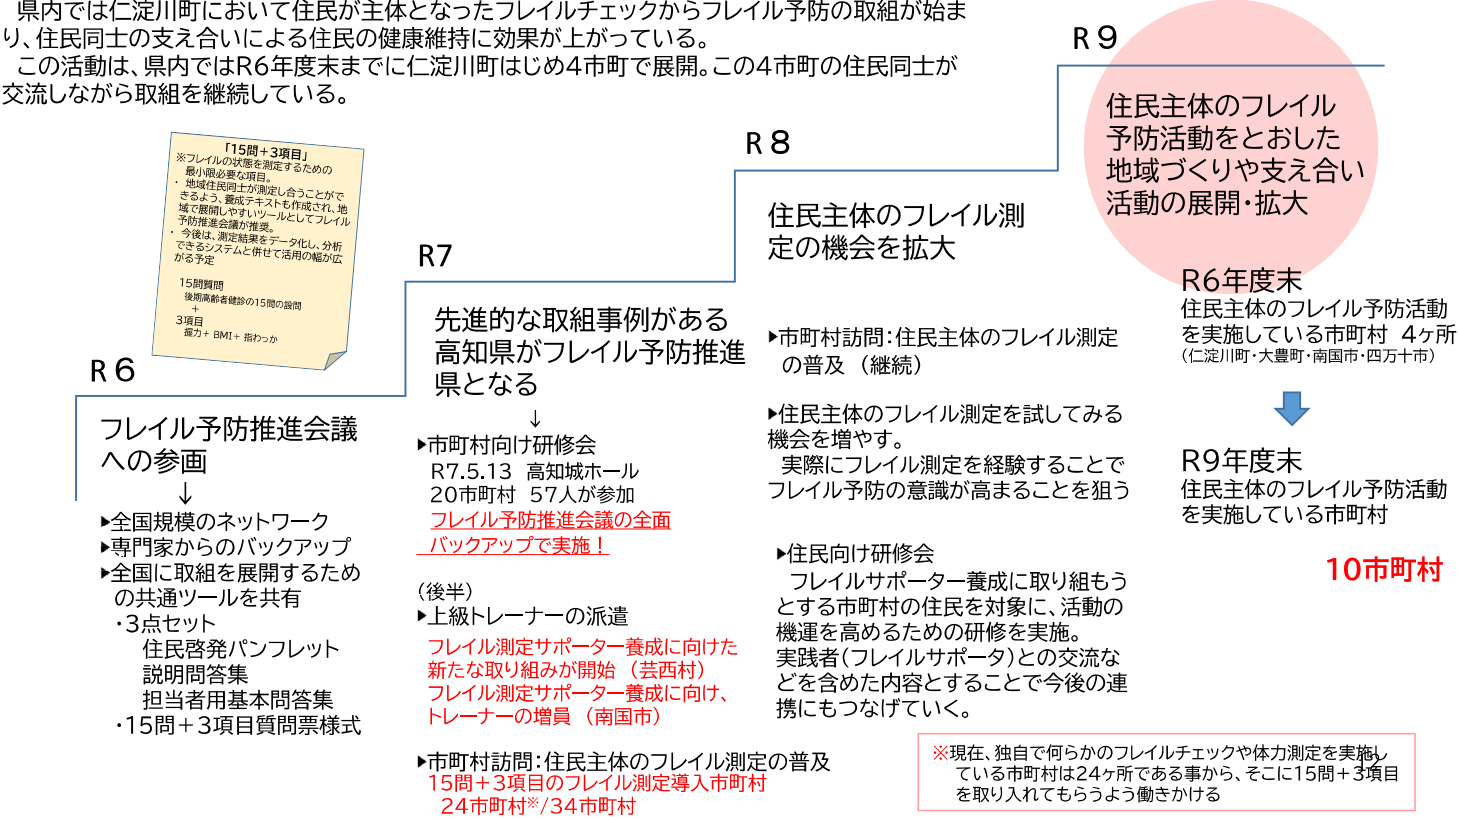 県内では仁淀川町において住民が主体となったフレイルチェックからフレイル予防の取組が始ま
り、住民同士の支え合いによる住民の健康維持に効果が上がっている。
この活動は、県内ではR6年度末までに仁淀川町はじめ4市町で展開。この4市町の住民同士が
交流しながら取組を継続している。
「15問+3項目」
※フレイルの状態を測定するための
最小限必要な項目。
・ 地域住民同士が測定し合うことがで
きるよう、養成テキストも作成され、地
域で展開しやすいツールとしてフレイル
予防推進会議が推奨。
・ 今後は、測定結果をデータ化し、分析
できるシステムと併せて活用の幅が広
がる予定
15問質問
後期高齢者健診の15問の設問
+
3項目
握力+ BMI+ 指わっか
R6
フレイル予防推進会議
への参画
↓
▶全国規模のネットワーク
▶専門家からのバックアップ
▶全国に取組を展開するため
の共通ツールを共有
・3点セット
住民啓発パンフレット
説明問答集
担当者用基本問答集
・15問＋3項目質問票様式
R7
先進的な取組事例がある
高知県がフレイル予防推進
県となる
↓
▶市町村向け研修会
R7.5.13 高知城ホール
20市町村 57人が参加
フレイル予防推進会議の全面
バックアップで実施！
（後半）
▶上級トレーナーの派遣
フレイル測定サポーター養成に向けた
新たな取り組みが開始 （芸西村）
フレイル測定サポーター養成に向け、
トレーナーの増員 （南国市）
▶市町村訪問：住民主体のフレイル測定の普及
15問＋3項目のフレイル測定導入市町村
24市町村※/34市町村
R8
住民主体のフレイル測
定の機会を拡大
▶市町村訪問：住民主体のフレイル測定
の普及 （継続）
▶住民主体のフレイル測定を試してみる
機会を増やす。
実際にフレイル測定を経験することで
フレイル予防の意識が高まることを狙う
▶住民向け研修会
フレイルサポーター養成に取り組もう
とする市町村の住民を対象に、活動の
機運を高めるための研修を実施。
実践者（フレイルサポータ）との交流な
どを含めた内容とすることで今後の連
携にもつなげていく。
R9
住民主体のフレイル
予防活動をとおした
地域づくりや支え合い
活動の展開・拡大
R6年度末
住民主体のフレイル予防活動
を実施している市町村 4ヶ所
（仁淀川町・大豊町・南国市・四万十市）
R9年度末
住民主体のフレイル予防活動
を実施している市町村
10市町村
※現在、独自で何らかのフレイルチェックや体力測定を実施し
ている市町村は24ヶ所である事から、そこに15問＋3項目
を取り入れてもらうよう働きかける
12